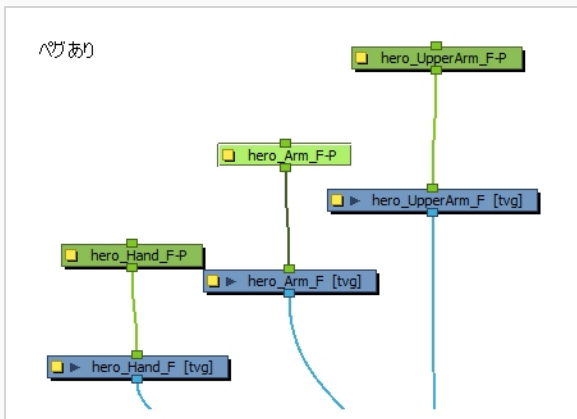 ペグあり
hero_UpperArm_F-P
hero_Arm_F-P
hero_UpperArm_F [tvg]
hero_Hand_F-P
hero_Arm_F [tvg]
hero_Hand_F [tvg]